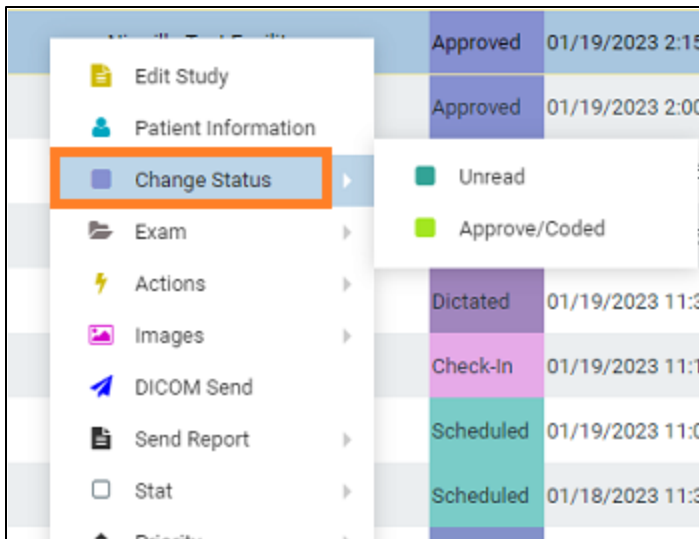 Approved 01/19/2023 2:15
Edit Study
Patient Information
Approved 01/19/2023 2:00
Change Status
Unread
Approve/Coded
Exam
Actions
Dictated 01/19/2023 11:3
Images
Check-In 01/19/2023 11:1
DICOM Send
Send Report
Scheduled 01/19/2023 11:0
Stat
Scheduled 01/18/2023 11:3